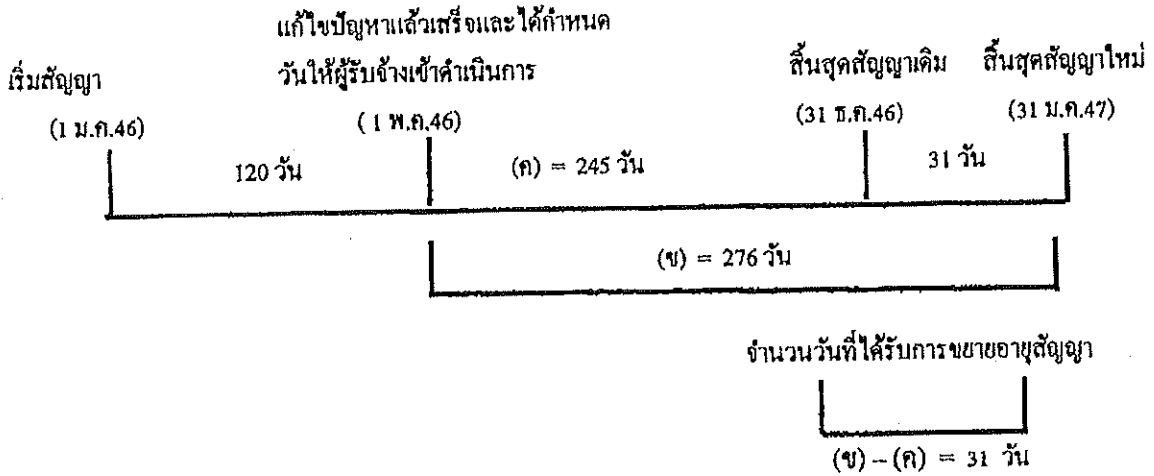 แก้ไขปัญหาแล้วเสร็จและได้กำหนด
วันให้ผู้รับจ้างเข้าดำเนินการ
เริ่มสัญญา
สิ้นสุดสัญญาเดิม
สิ้นสุดสัญญาใหม่
(1 ม.ค.46)
(1 พ.ค.46)
(31 ธ.ค.46)
(31 ม.ค.47)
120 วัน
(ค) = 245 วัน
31 วัน
(ข) = 276 วัน
จำนวนวันที่ได้รับการขยายอายุสัญญา
(ข) – (ค) = 31 วัน